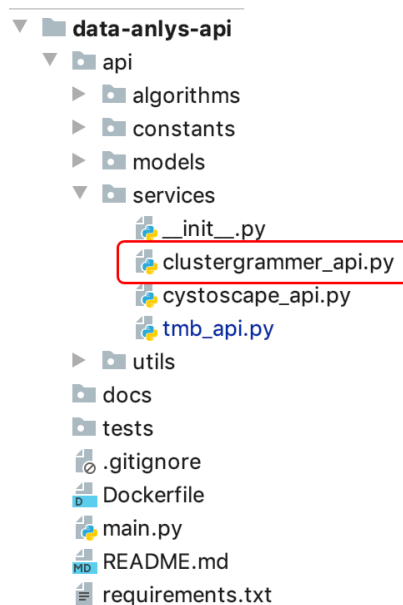 data-anlys-api
api
algorithms
constants
models
services
__init__.py
clustergrammer_api.py
cystoscape_api.py
tmb_api.py
utils
docs
tests
.gitignore
D Dockerfile
main.py
MD README.md
requirements.txt